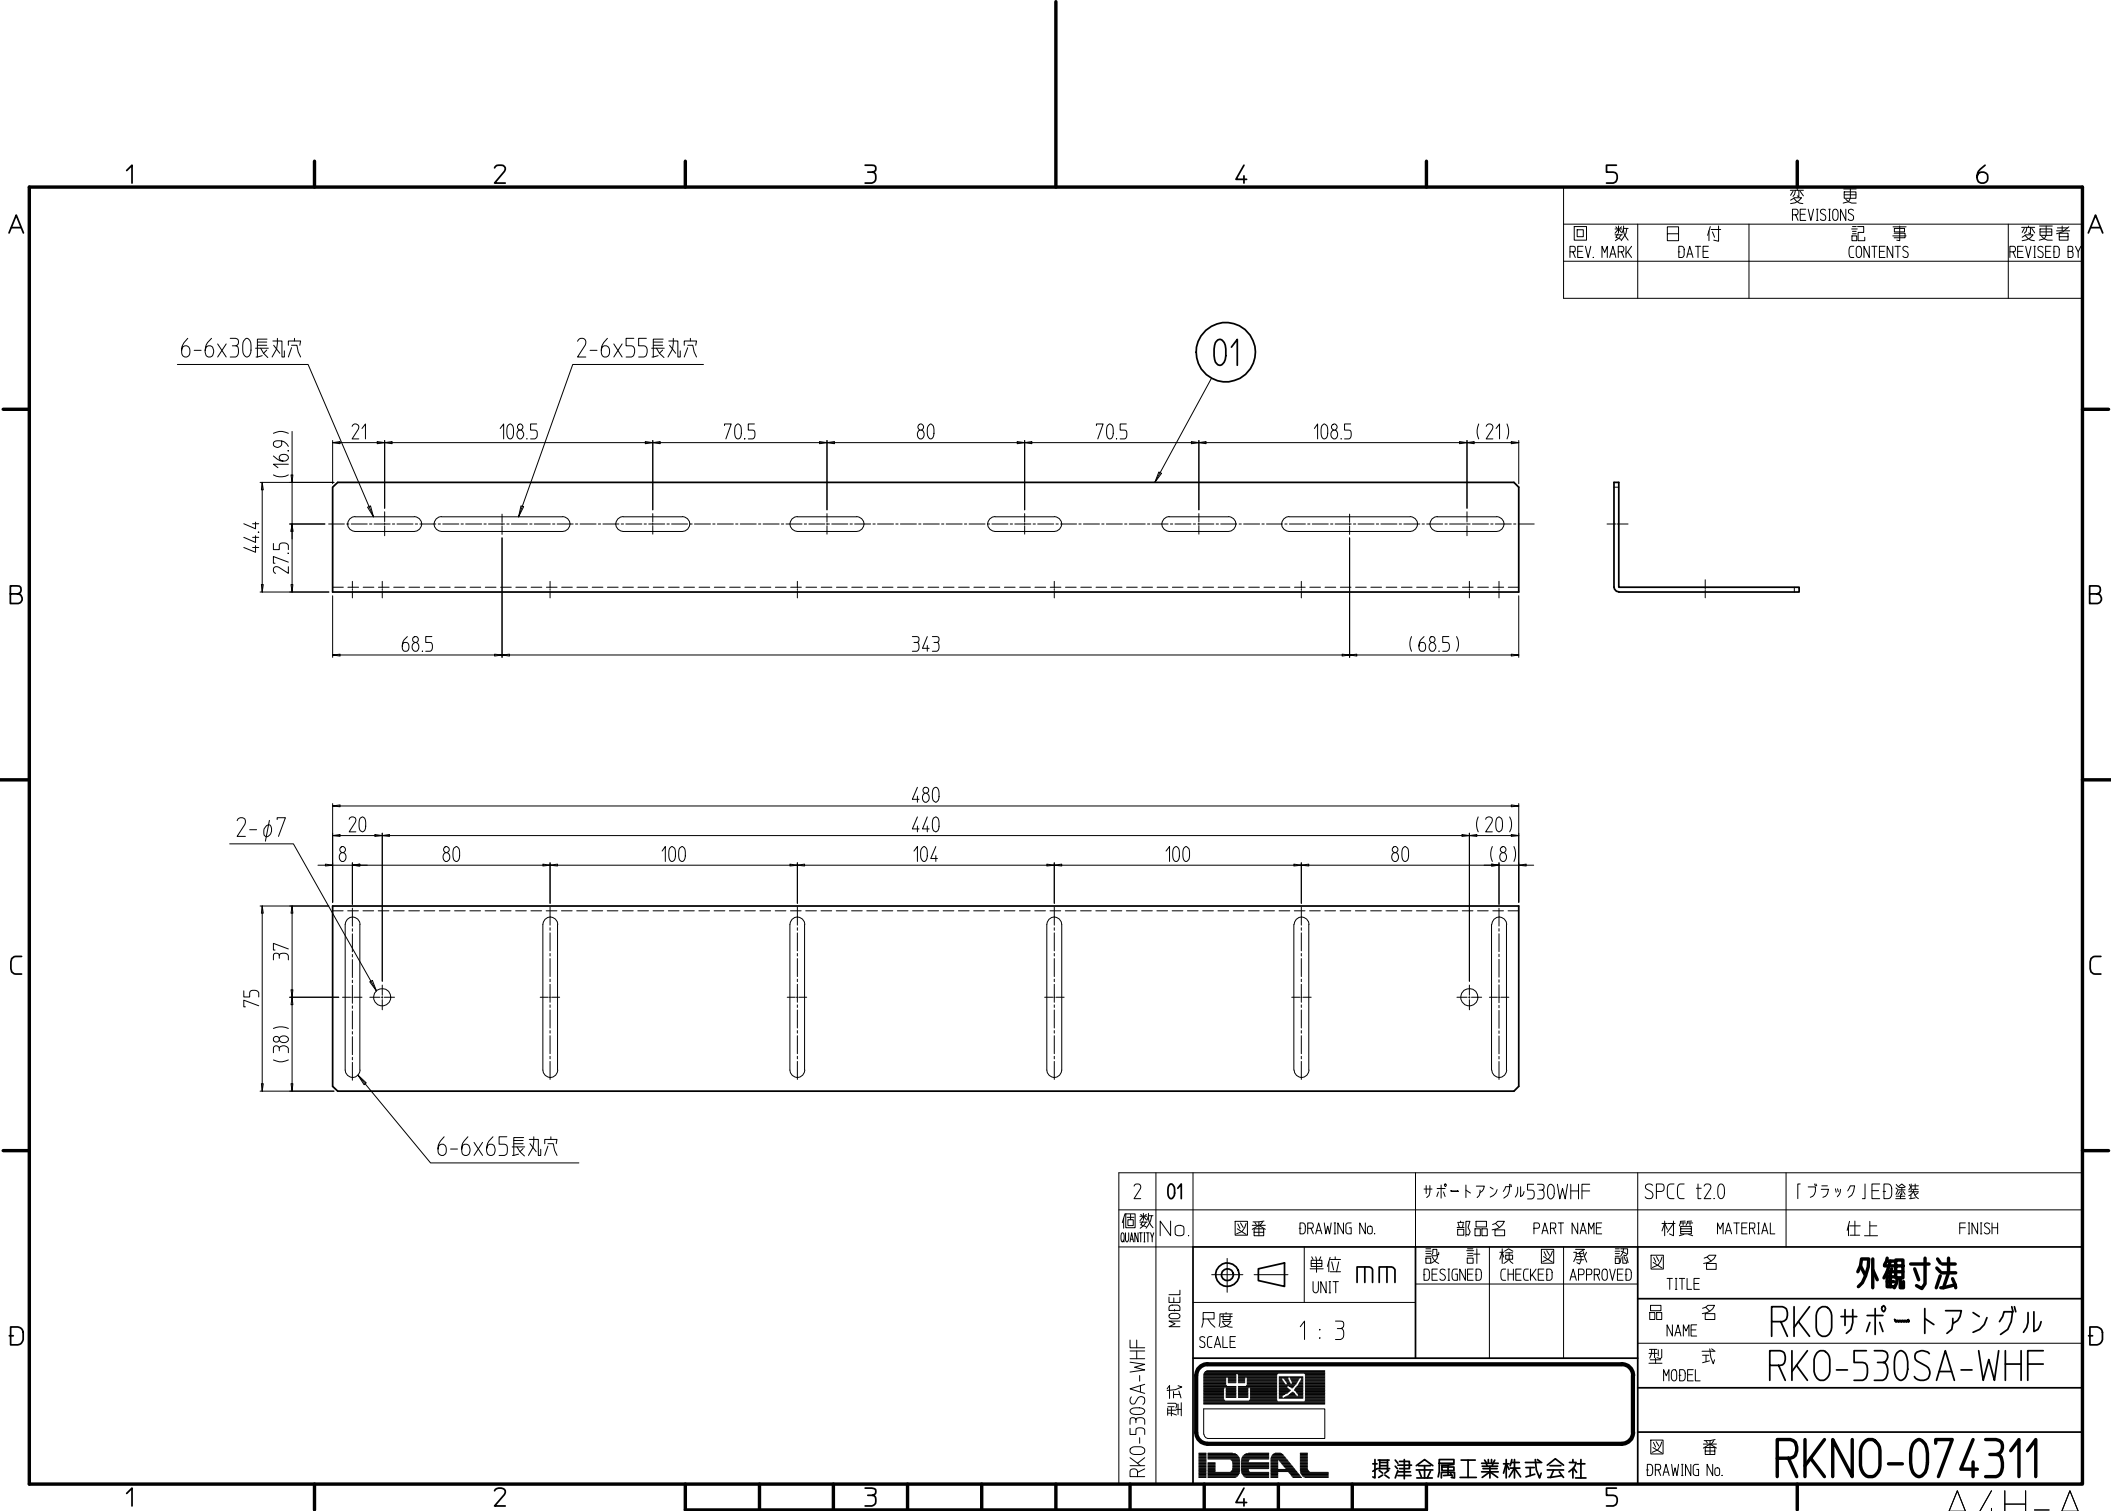 1 2 3 4 5 6
A A
変 更
REVISIONS
回 数 日 付 記 事 変更者
REV. MARK DATE CONTENTS REVISED BY
6-6x30長丸穴 2-6x55長丸穴 01
21 108.5 70.5 80 70.5 108.5 (21)
(16.9)
44.4
27.5
B B
68.5 343 (68.5)
480
2-φ7 20 440 (20)
8 80 100 104 100 80 (8)
37
C C
75
(38)
6-6x65長丸穴
2 01 サポートアングル530WHF SPCC t2.0 「ブラック」ED塗装
個数 No. 図番 DRAWING No. 部品名 PART NAME 材質 MATERIAL 仕上 FINISH
QUANTITY
単位 mm
UNIT
設 計 検 図 承 認
DESIGNED CHECKED APPROVED
図 名 外観寸法
TITLE
尺度 1 : 3
SCALE
品 名 RKOサポートアングル
NAME
D D
型 式 RKO-530SA-WHF
MODEL
RKO-530SA-WHF
型式 MODEL
出 図
IDEAL 摂津金属工業株式会社
図 番 RKNO-074311
DRAWING No.
1 2 3 4 5